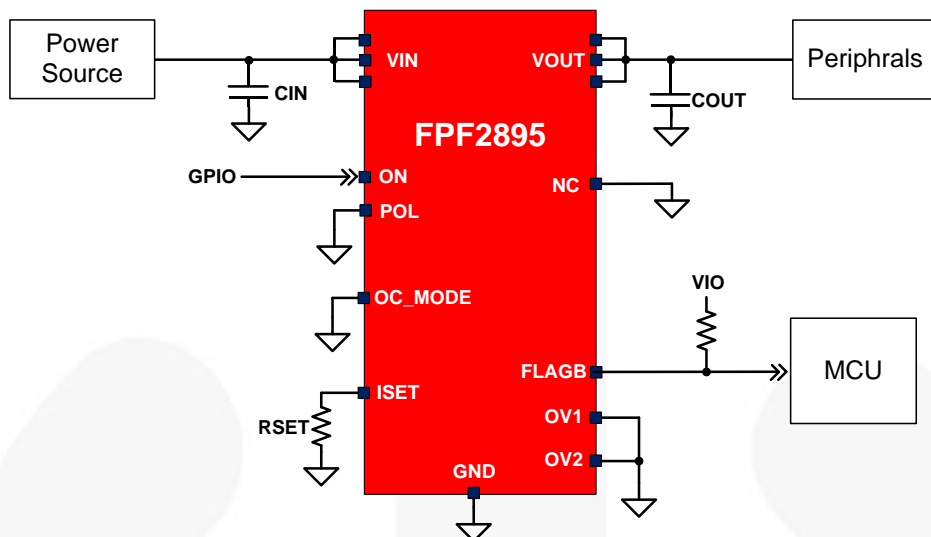 Power
Source
VIN
VOUT
Periphrals
CIN
COUT
FPF2895
GPIO
ON
NC
POL
OC_MODE
VIO
FLAGB
MCU
ISET
RSET
OV1
OV2
GND